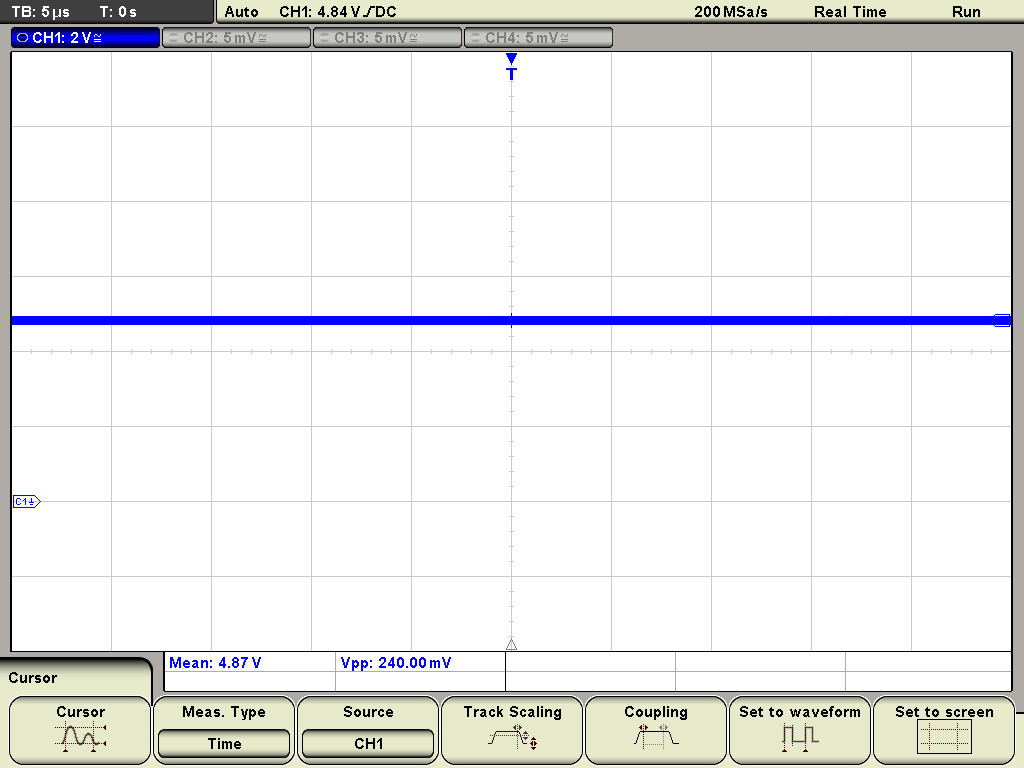 TB: 5 µs T: 0 s Auto CH1: 4.84 V DC 200 MSa/s Real Time Run
CH1: 2 V≅ CH2: 5 mV≅ CH3: 5 mV≅ CH4: 5 mV≅
T
C1
Mean: 4.87 V Vpp: 240.00 mV
Cursor
Cursor Meas. Type Source Track Scaling Coupling Set to waveform Set to screen
Time CH1